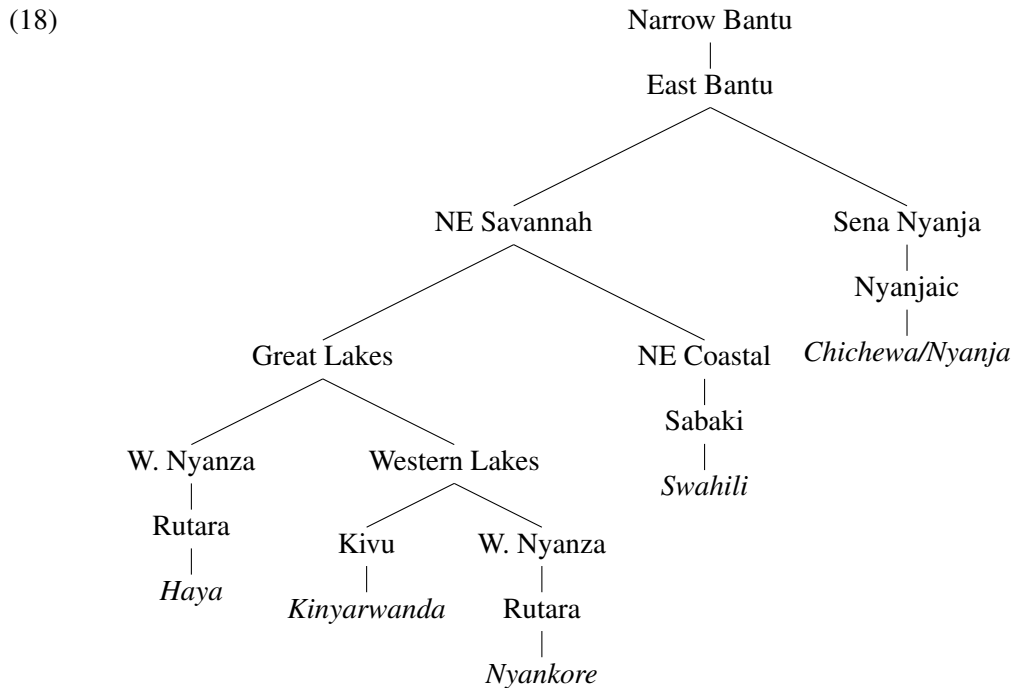 (18)
Narrow Bantu
East Bantu
NE Savannah
Sena Nyanja
Nyanjaic
Great Lakes
NE Coastal
Chichewa/Nyanja
Sabaki
W. Nyanza
Western Lakes
Swahili
Rutara
Kivu
W. Nyanza
Haya
Kinyarwanda
Rutara
Nyankore